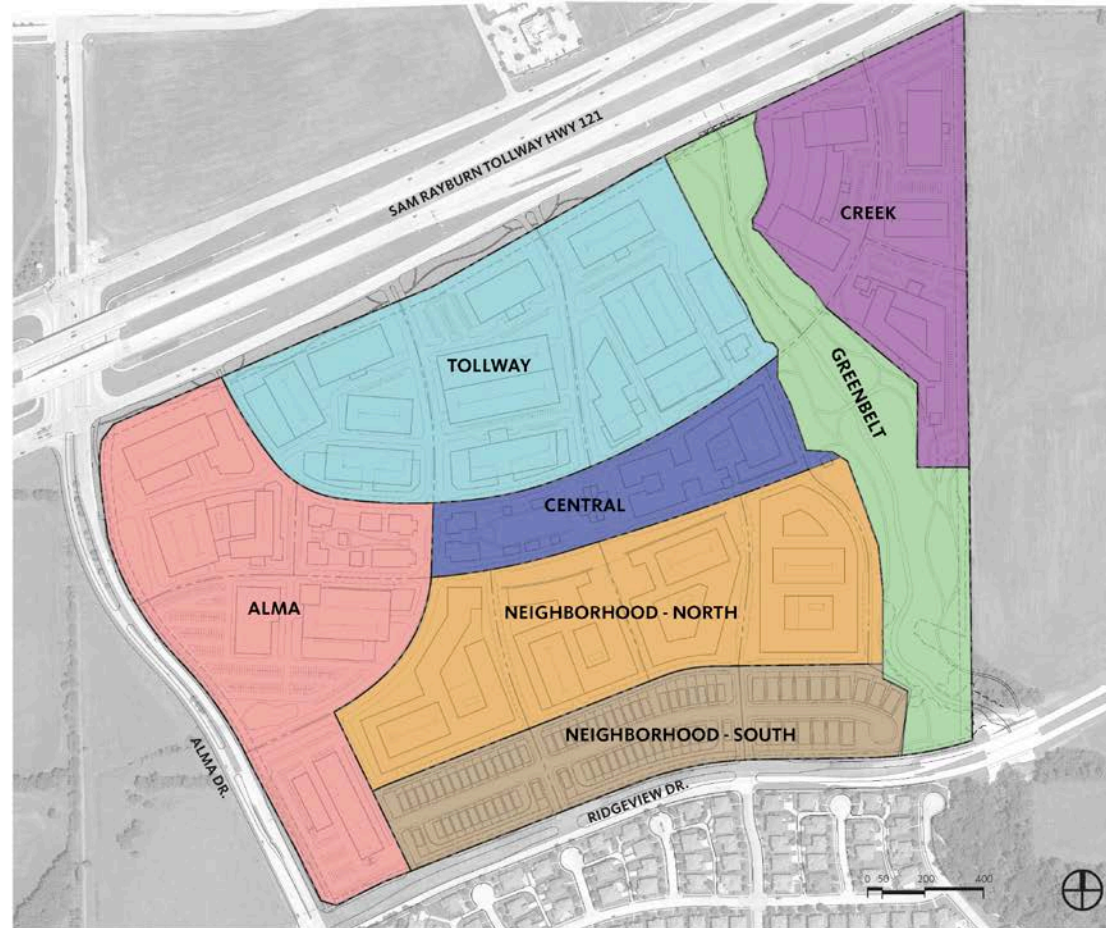 SAM RAYBURN TOLLWAY HWY 121
CREEK
TOLLWAY
GREENBELT
CENTRAL
ALMA
NEIGHBORHOOD - NORTH
NEIGHBORHOOD - SOUTH
ALMA DR.
RIDGEVIEW DR.
0 50 200 400